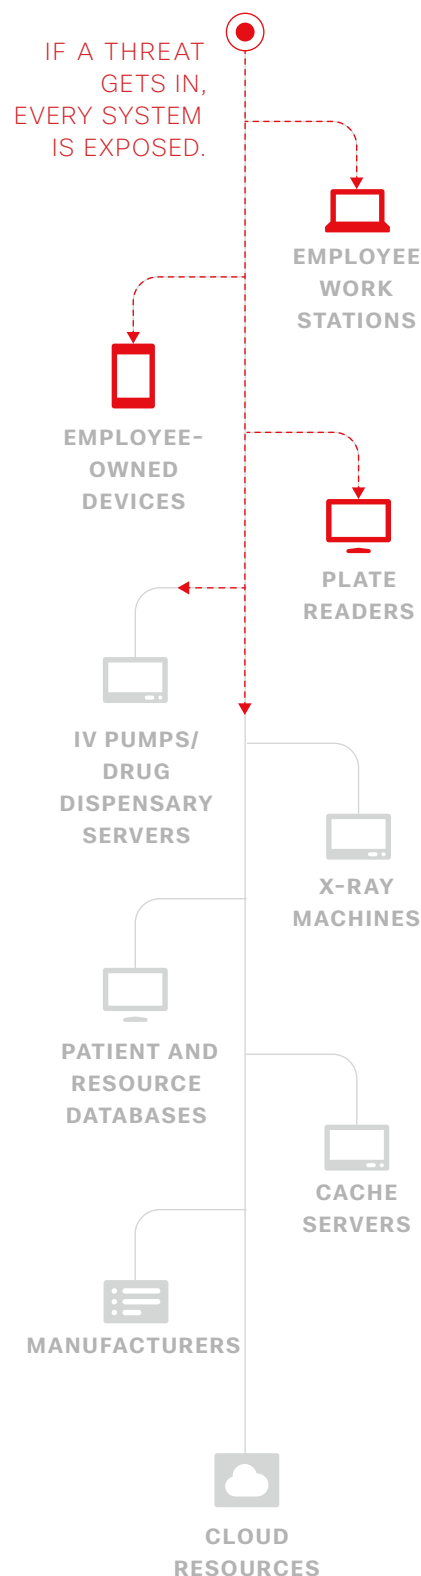 IF A THREAT
GETS IN,
EVERY SYSTEM
IS EXPOSED.
EMPLOYEE
WORK
STATIONS
EMPLOYEE-
OWNED
DEVICES
PLATE
READERS
IV PUMPS/
DRUG
DISPENSARY
SERVERS
X-RAY
MACHINES
PATIENT AND
RESOURCE
DATABASES
CACHE
SERVERS
MANUFACTURERS
CLOUD
RESOURCES